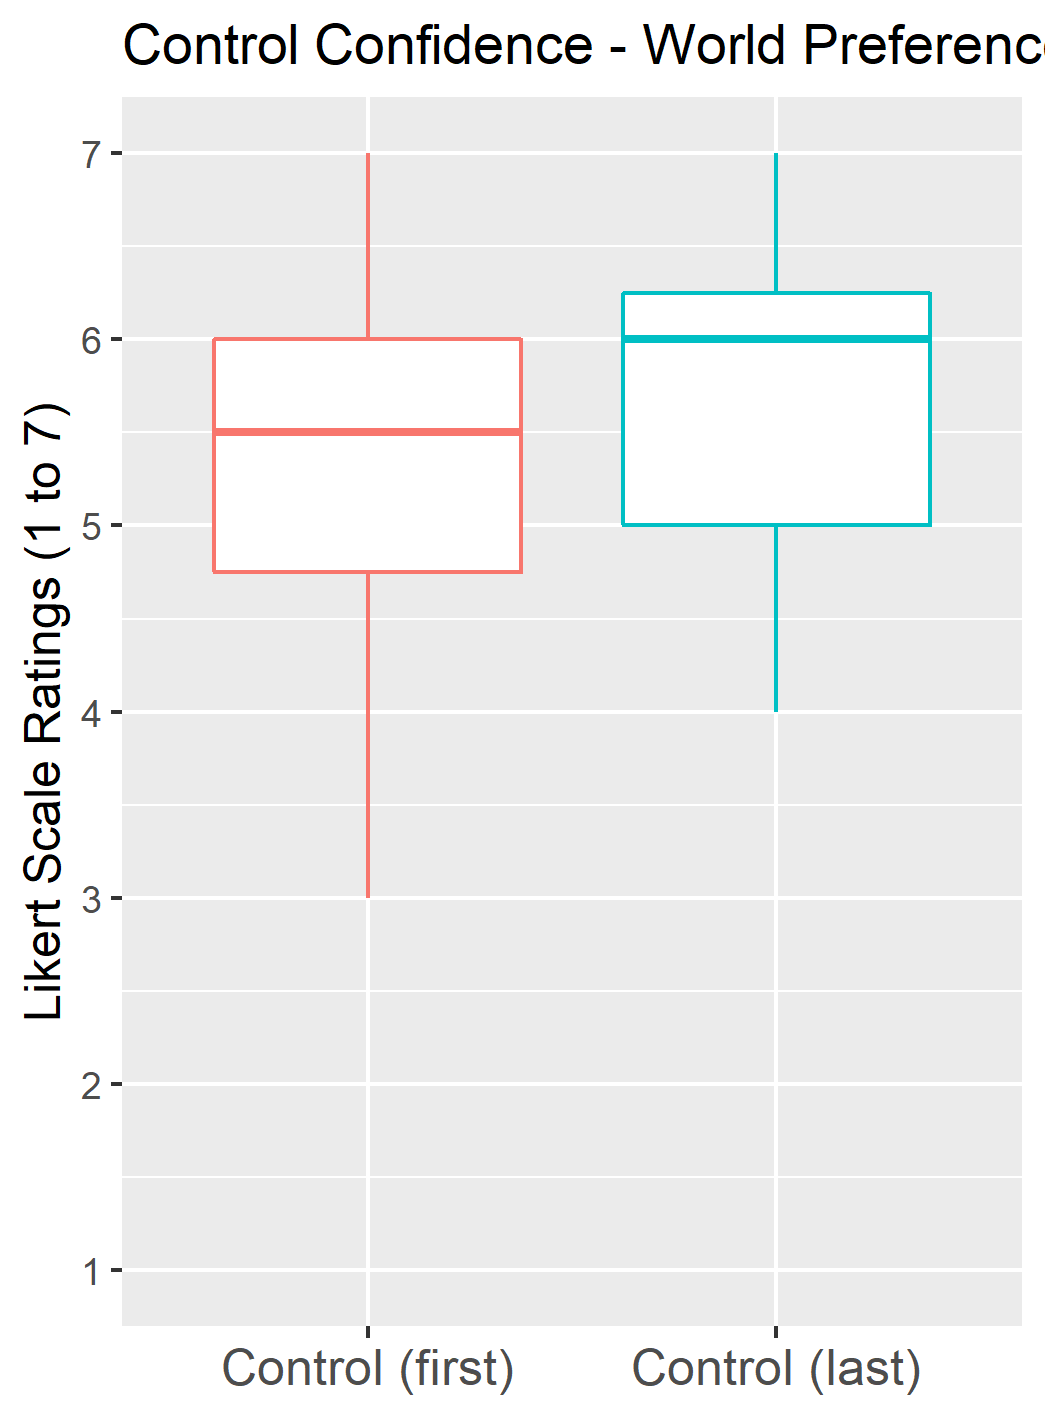 Control Confidence - World Preferenc
Likert Scale Ratings (1 to 7)
7
6
5
4
3
2
1
Control (first)
Control (last)